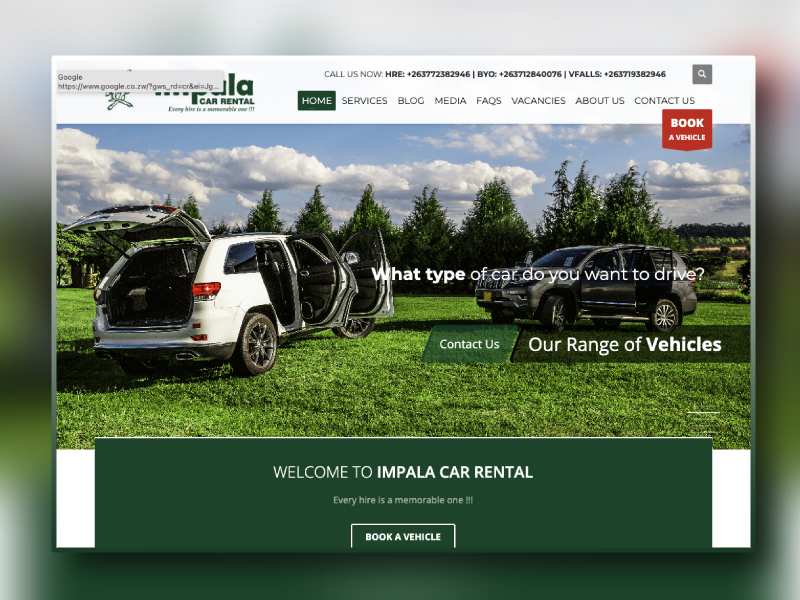 CALL US NOW: HRE: +263772382946 | BYO: +263712840076 | VFALLS: +263719382946
Google
https://www.google.co.zw/?gws_rd=cr&ei=Jg...
Impala
CAR RENTAL
Every hire is a memorable one !!!
HOME SERVICES BLOG MEDIA FAQS VACANCIES ABOUT US CONTACT US
BOOK
A VEHICLE
What type of car do you want to drive?
Contact Us
Our Range of Vehicles
WELCOME TO IMPALA CAR RENTAL
Every hire is a memorable one !!!
BOOK A VEHICLE